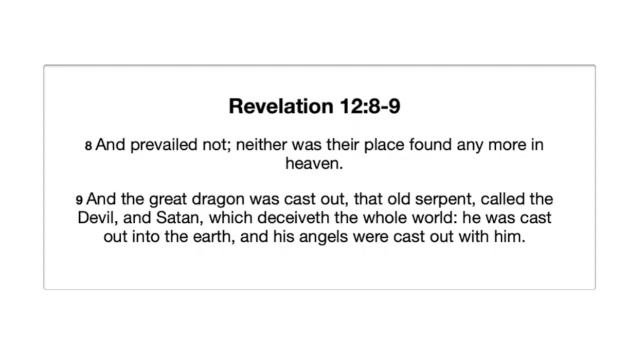 Revelation 12:8-9
8 And prevailed not; neither was their place found any more in
heaven.
9 And the great dragon was cast out, that old serpent, called the
Devil, and Satan, which deceiveth the whole world: he was cast
out into the earth, and his angels were cast out with him.